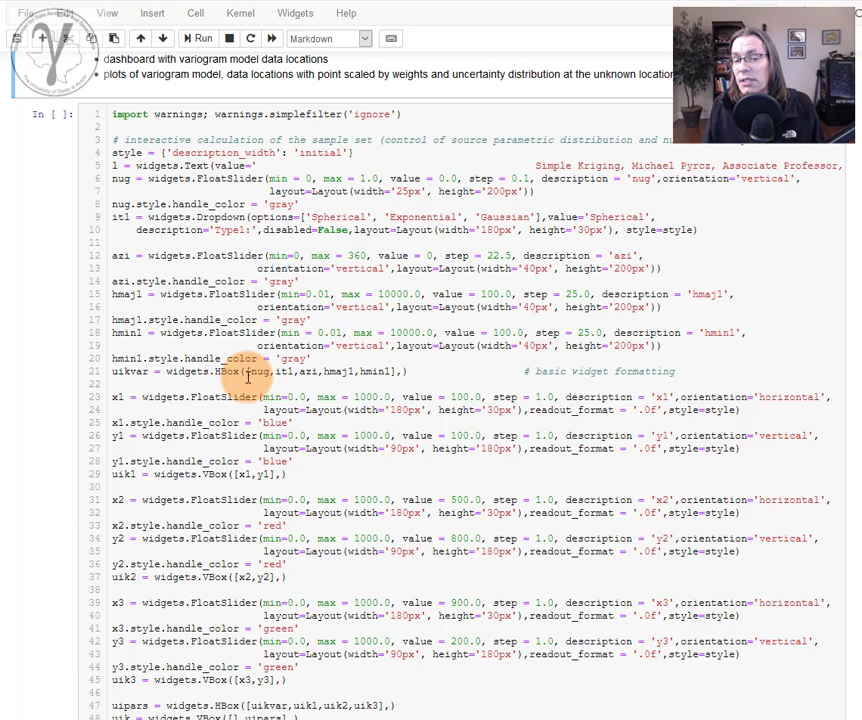 File Edit View Insert Cell Kernel Widgets Help
Run Markdown
dashboard with variogram model data locations
plots of variogram model, data locations with point scaled by weights and uncertainty distribution at the unknown location
In [ ]:
1 import warnings; warnings.simplefilter('ignore')
2
3 # interactive calculation of the sample set (control of source parametric distribution and
4 style = {'description_width': 'initial'}
5 l = widgets.Text(value=' Simple Kriging, Michael Pyrcz, Associate Professor,
6 nug = widgets.FloatSlider(min = 0, max = 1.0, value = 0.0, step = 0.1, description = 'nug',orientation='vertical',
7 layout=Layout(width='25px', height='200px'))
8 nug.style.handle_color = 'gray'
9 it1 = widgets.Dropdown(options=['Spherical', 'Exponential', 'Gaussian'],value='Spherical',
10 description='Type1:',disabled=False,layout=Layout(width='180px', height='30px'), style=style)
11
12 azi = widgets.FloatSlider(min=0, max = 360, value = 0, step = 22.5, description = 'azi',
13 orientation='vertical',layout=Layout(width='40px', height='200px'))
14 azi.style.handle_color = 'gray'
15 hmaj1 = widgets.FloatSlider(min=0.01, max = 10000.0, value = 100.0, step = 25.0, description = 'hmaj1',
16 orientation='vertical',layout=Layout(width='40px', height='200px'))
17 hmaj1.style.handle_color = 'gray'
18 hmin1 = widgets.FloatSlider(min = 0.01, max = 10000.0, value = 100.0, step = 25.0, description = 'hmin1',
19 orientation='vertical',layout=Layout(width='40px', height='200px'))
20 hmin1.style.handle_color = 'gray'
21 uikvar = widgets.HBox([nug,it1,azi,hmaj1,hmin1],) # basic widget formatting
22
23 x1 = widgets.FloatSlider(min=0.0, max = 1000.0, value = 100.0, step = 1.0, description = 'x1',orientation='horizontal',
24 layout=Layout(width='180px', height='30px'),readout_format = '.0f',style=style)
25 x1.style.handle_color = 'blue'
26 y1 = widgets.FloatSlider(min=0.0, max = 1000.0, value = 100.0, step = 1.0, description = 'y1',orientation='vertical',
27 layout=Layout(width='90px', height='180px'),readout_format = '.0f',style=style)
28 y1.style.handle_color = 'blue'
29 uik1 = widgets.VBox([x1,y1],)
30
31 x2 = widgets.FloatSlider(min=0.0, max = 1000.0, value = 500.0, step = 1.0, description = 'x2',orientation='horizontal',
32 layout=Layout(width='180px', height='30px'),readout_format = '.0f',style=style)
33 x2.style.handle_color = 'red'
34 y2 = widgets.FloatSlider(min=0.0, max = 1000.0, value = 800.0, step = 1.0, description = 'y2',orientation='vertical',
35 layout=Layout(width='90px', height='180px'),readout_format = '.0f',style=style)
36 y2.style.handle_color = 'red'
37 uik2 = widgets.VBox([x2,y2],)
38
39 x3 = widgets.FloatSlider(min=0.0, max = 1000.0, value = 900.0, step = 1.0, description = 'x3',orientation='horizontal',
40 layout=Layout(width='180px', height='30px'),readout_format = '.0f',style=style)
41 x3.style.handle_color = 'green'
42 y3 = widgets.FloatSlider(min=0.0, max = 1000.0, value = 200.0, step = 1.0, description = 'y3',orientation='vertical',
43 layout=Layout(width='90px', height='180px'),readout_format = '.0f',style=style)
44 y3.style.handle_color = 'green'
45 uik3 = widgets.VBox([x3,y3],)
46
47 uipars = widgets.HBox([uikvar,uik1,uik2,uik3],)
48 uik = widgets.VBox([l,uipars],)